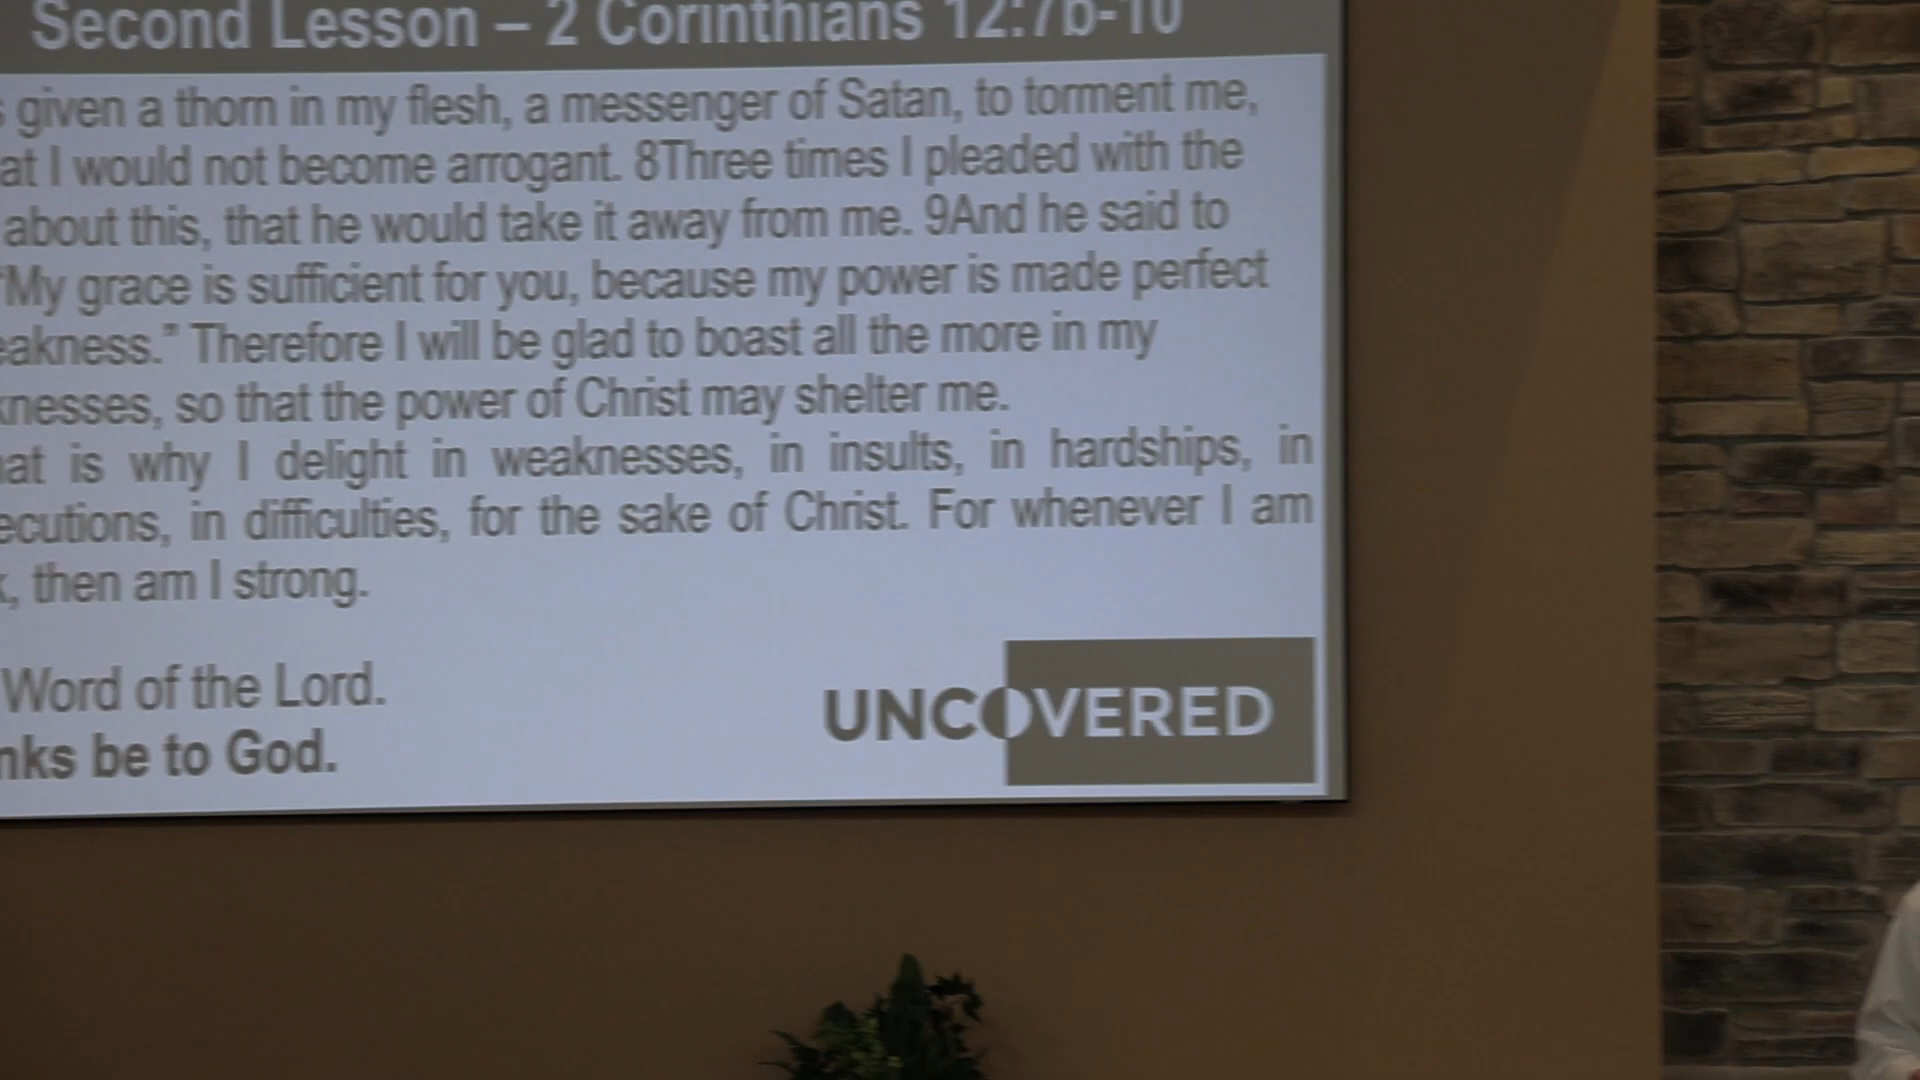 Second Lesson – 2 Corinthians 12:7b-10
given a thorn in my flesh, a messenger of Satan, to torment me,
I would not become arrogant. 8Three times I pleaded with the
about this, that he would take it away from me. 9And he said to
“My grace is sufficient for you, because my power is made perfect
eakness.” Therefore I will be glad to boast all the more in my
knesses, so that the power of Christ may shelter me.
hat is why I delight in weaknesses, in insults, in hardships, in
ecutions, in difficulties, for the sake of Christ. For whenever I am
k, then am I strong.
Word of the Lord.
nks be to God.
UNCOVERED